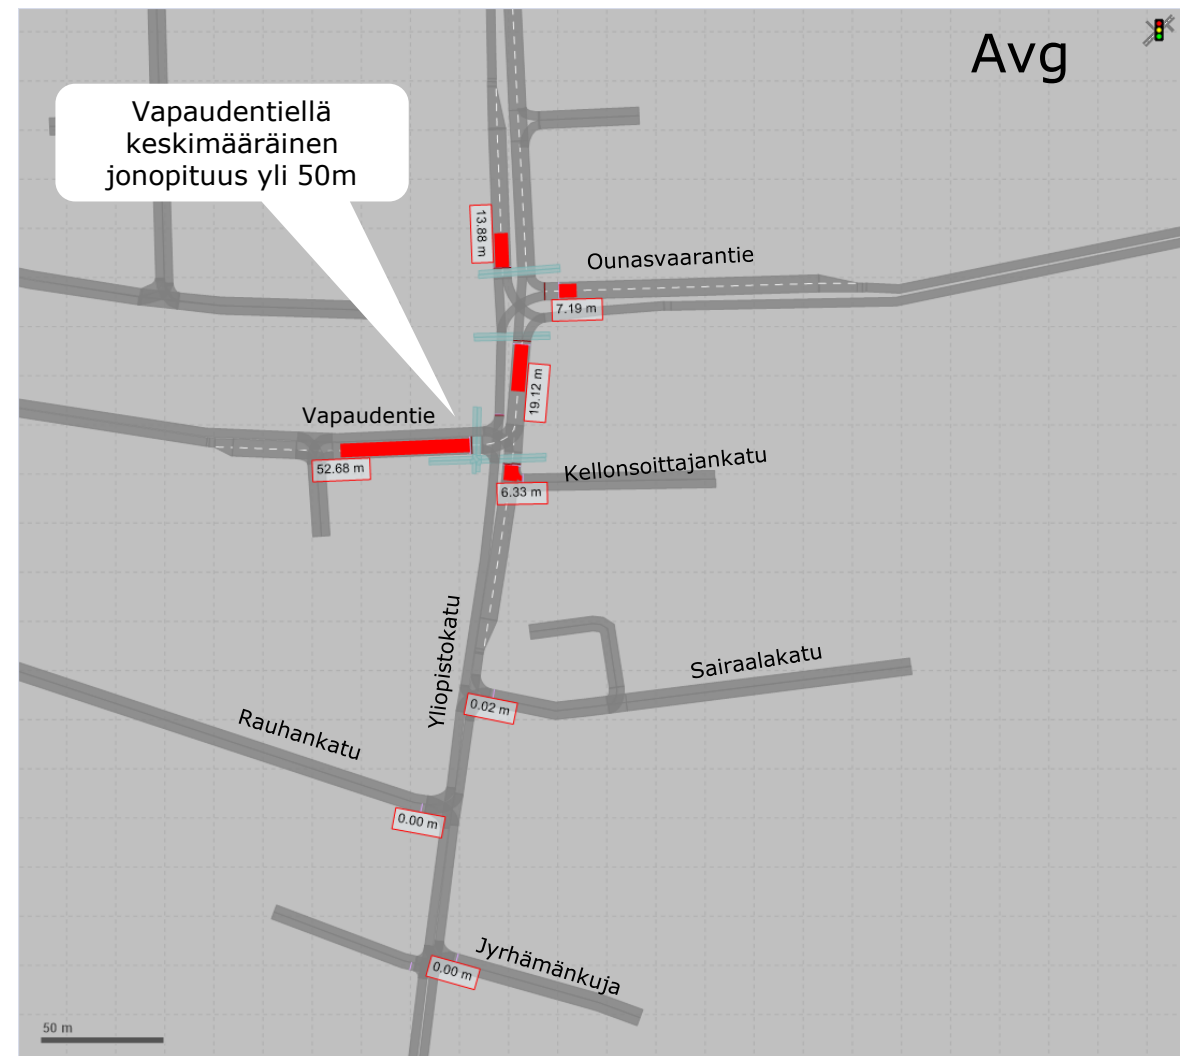 Avg
Vapaudentiellä
keskimääräinen
jonopituus yli 50m
13.88 m
Ounasvaarantie
7.19 m
19.12 m
Vapaudentie
52.68 m
Kellonsoittajankatu
6.33 m
Yliopistokatu
Sairaalakatu
0.02 m
Rauhankatu
0.00 m
Jyrhämänkuja
0.00 m
50 m